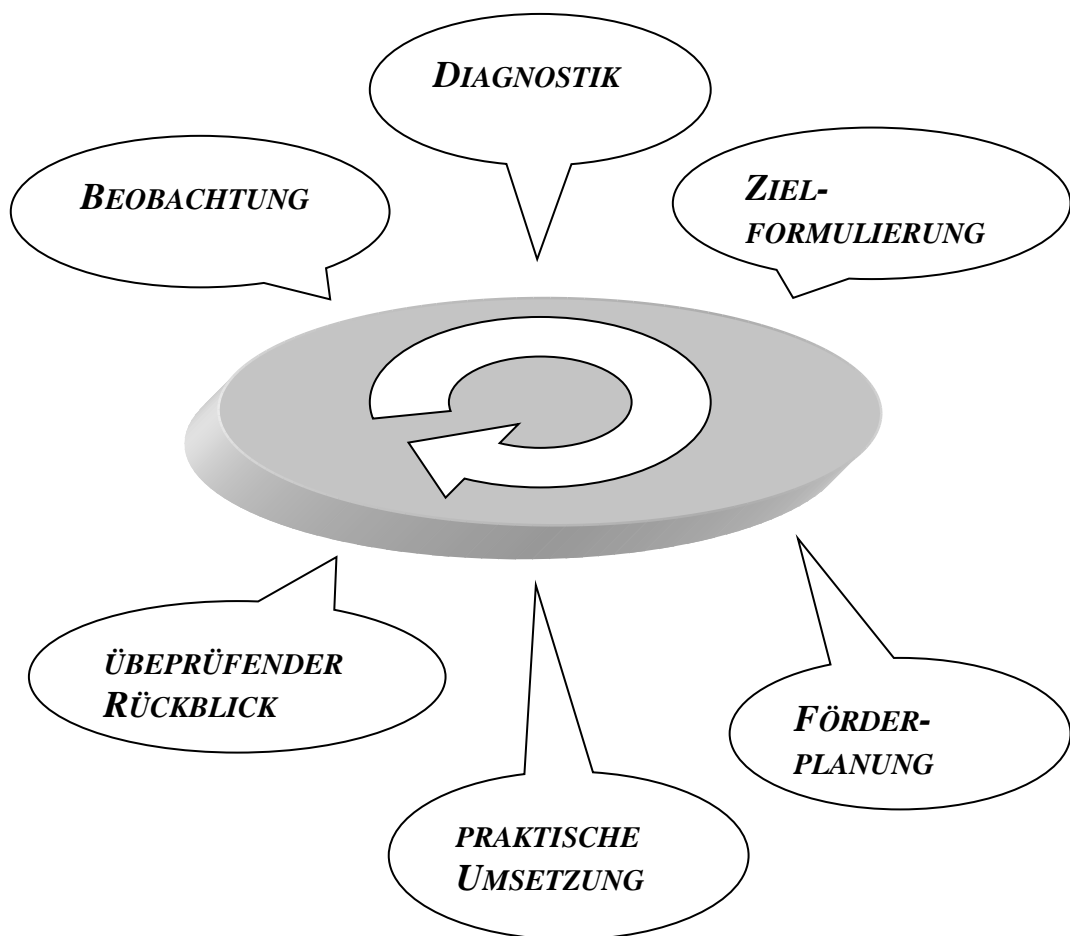 DIAGNOSTIK
BEOBACHTUNG
ZIEL-
FORMULIERUNG
ÜBEPRÜFENDER
RÜCKBLICK
FÖRDER-
PLANUNG
PRAKTISCHE
UMSETZUNG